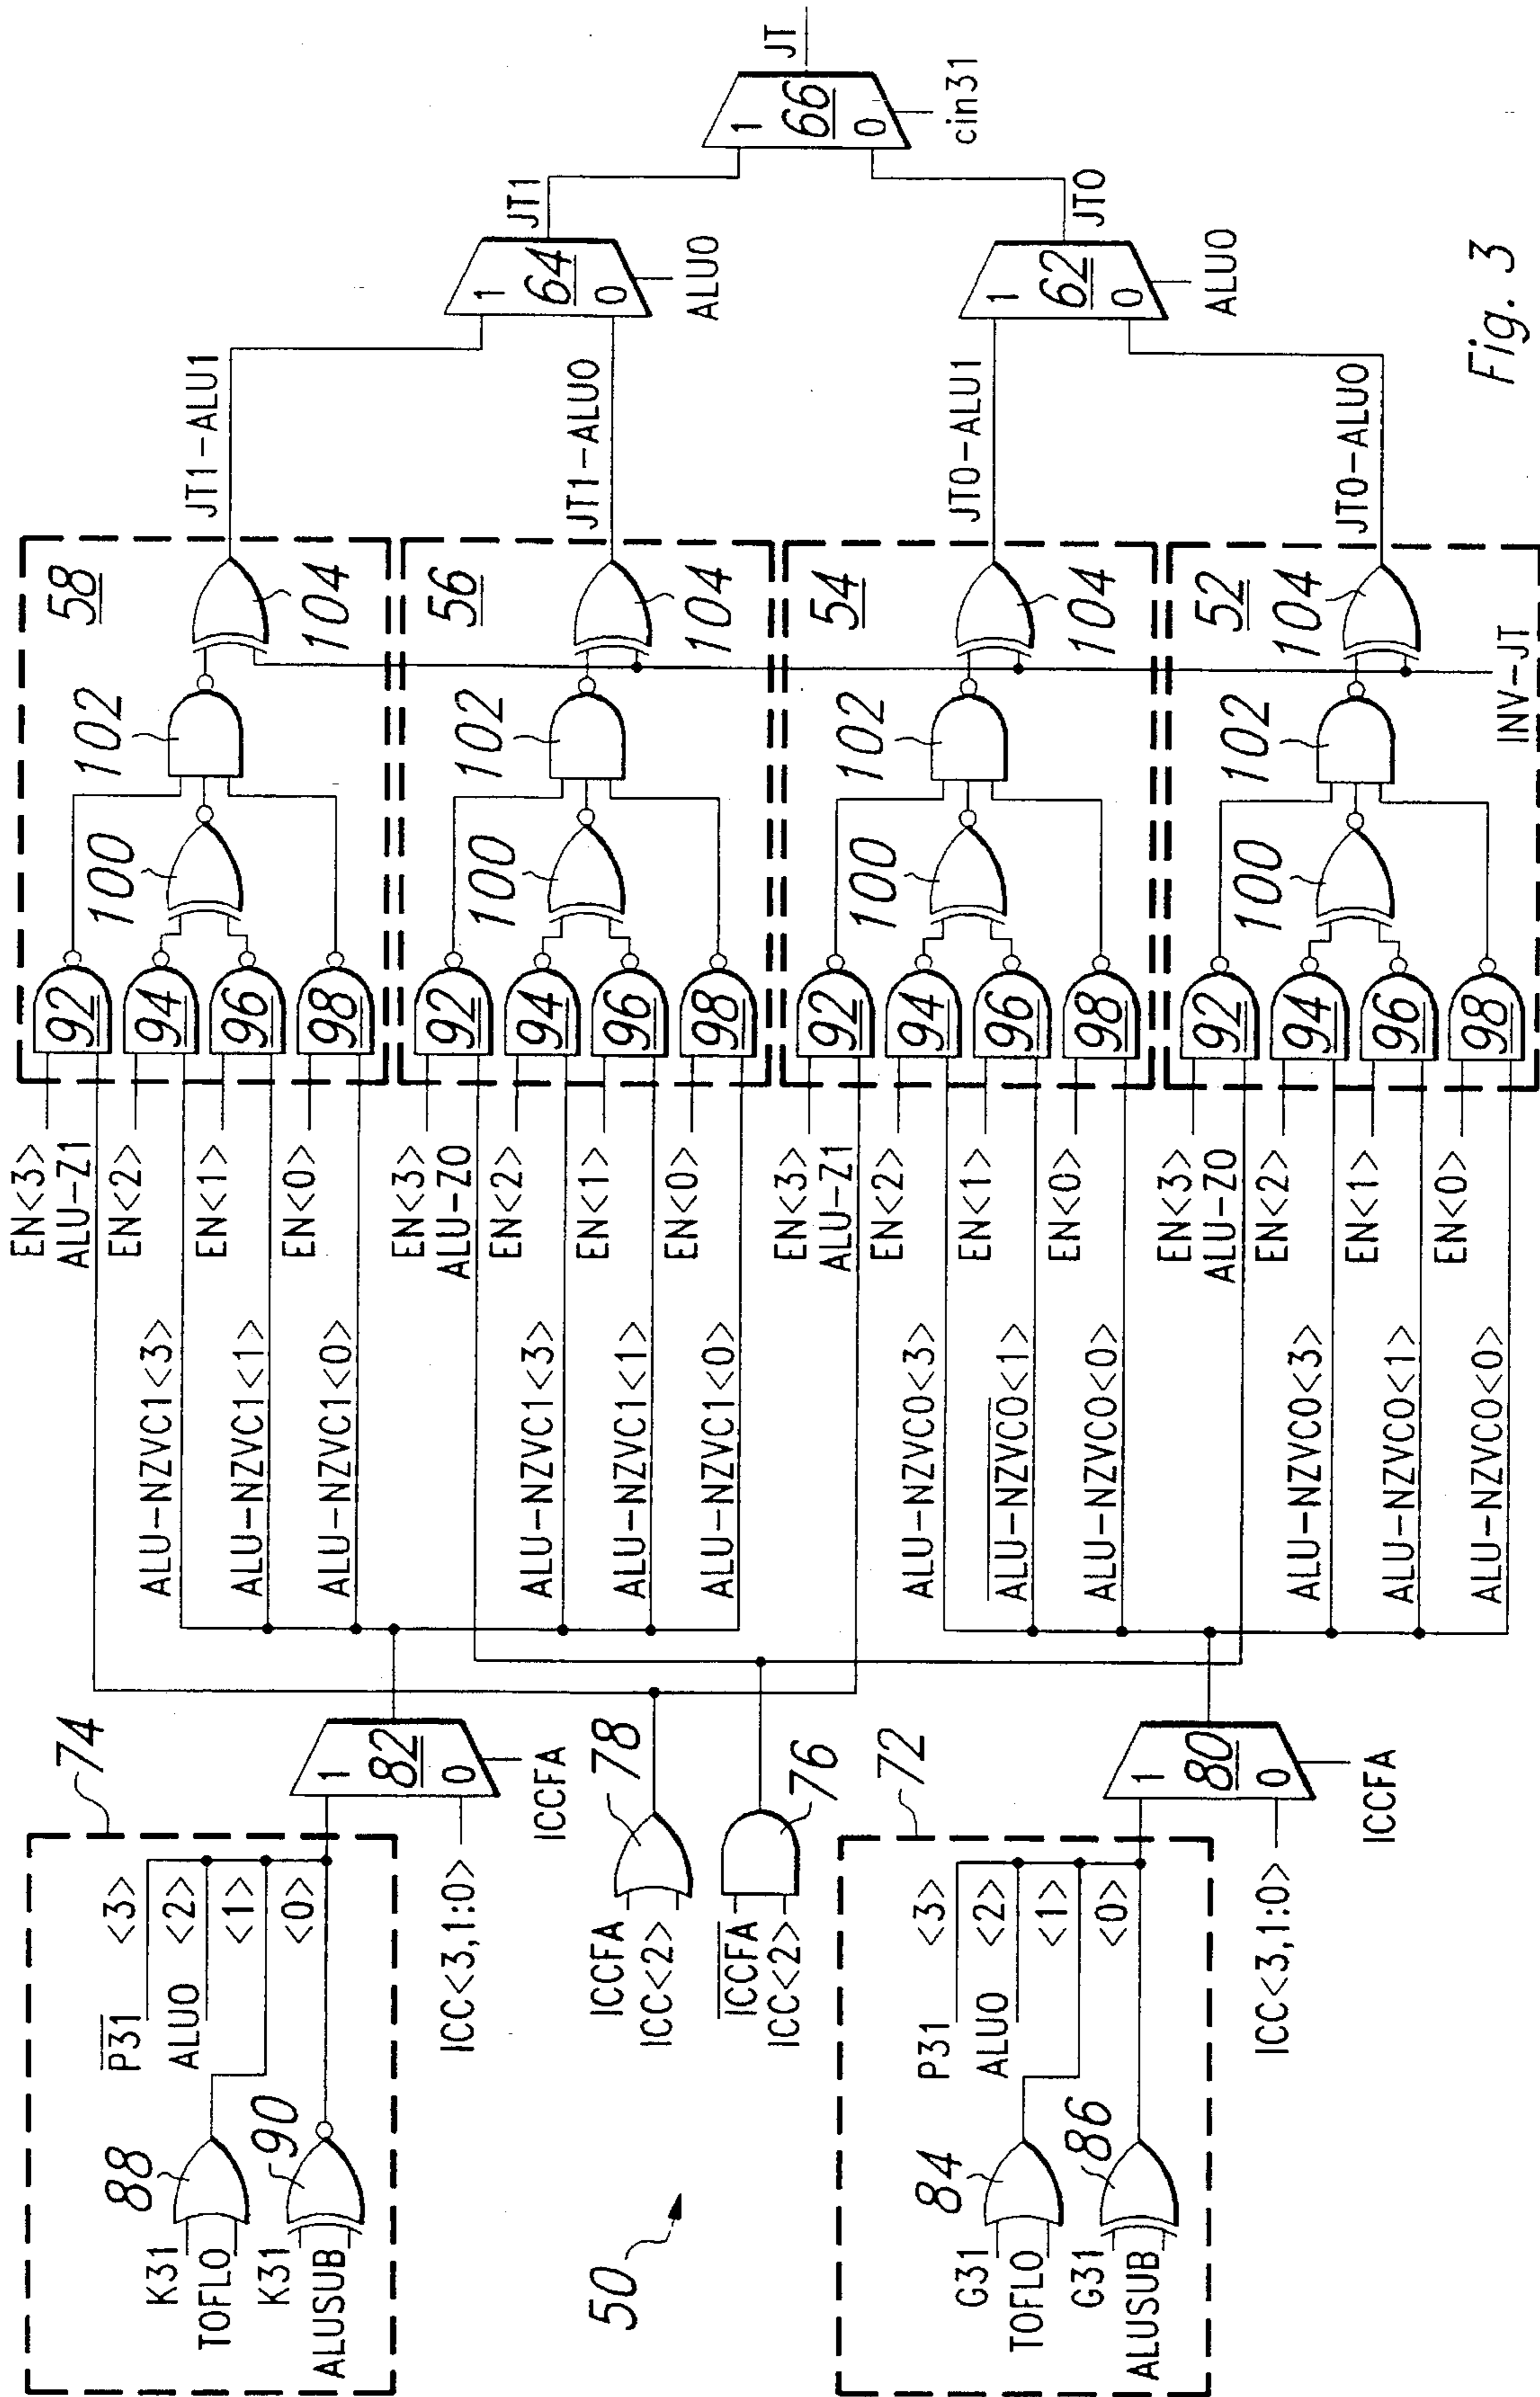 74
P31 <3>
ALU0 <2>
<1>
<0>
88
K31
TOFLO
90
K31
ALUSUB
1
82
0
ICCFA
ICC<3,1:0>
50
78
ICCFA
ICC<2>
76
ICCFA
ICC<2>
72
P31 <3>
ALU0 <2>
<1>
<0>
84
G31
TOFLO
86
G31
ALUSUB
1
80
0
ICCFA
ICC<3,1:0>
EN<3>
ALU-Z1
EN<2>
ALU-NZVC1<3>
EN<1>
ALU-NZVC1<1>
EN<0>
ALU-NZVC1<0>
92
94
96
98
100
102
104
58
JT1-ALU1
EN<3>
ALU-Z0
EN<2>
ALU-NZVC1<3>
EN<1>
ALU-NZVC1<1>
EN<0>
ALU-NZVC1<0>
92
94
96
98
100
102
104
56
JT1-ALU0
EN<3>
ALU-Z1
EN<2>
ALU-NZVC0<3>
EN<1>
ALU-NZVC0<1>
EN<0>
ALU-NZVC0<0>
92
94
96
98
100
102
104
54
JT0-ALU1
EN<3>
ALU-Z0
EN<2>
ALU-NZVC0<3>
EN<1>
ALU-NZVC0<1>
EN<0>
ALU-NZVC0<0>
92
94
96
98
100
102
104
52
JT0-ALU0
INV-JT
1
64
0
ALU0
JT1
1
62
0
ALU0
JT0
1
66
0
cin31
JT
Fig. 3